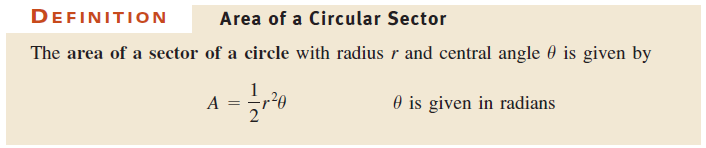 DEFINITION Area of a Circular Sector
The area of a sector of a circle with radius r and central angle θ is given by
A = 1/2 r²θ θ is given in radians